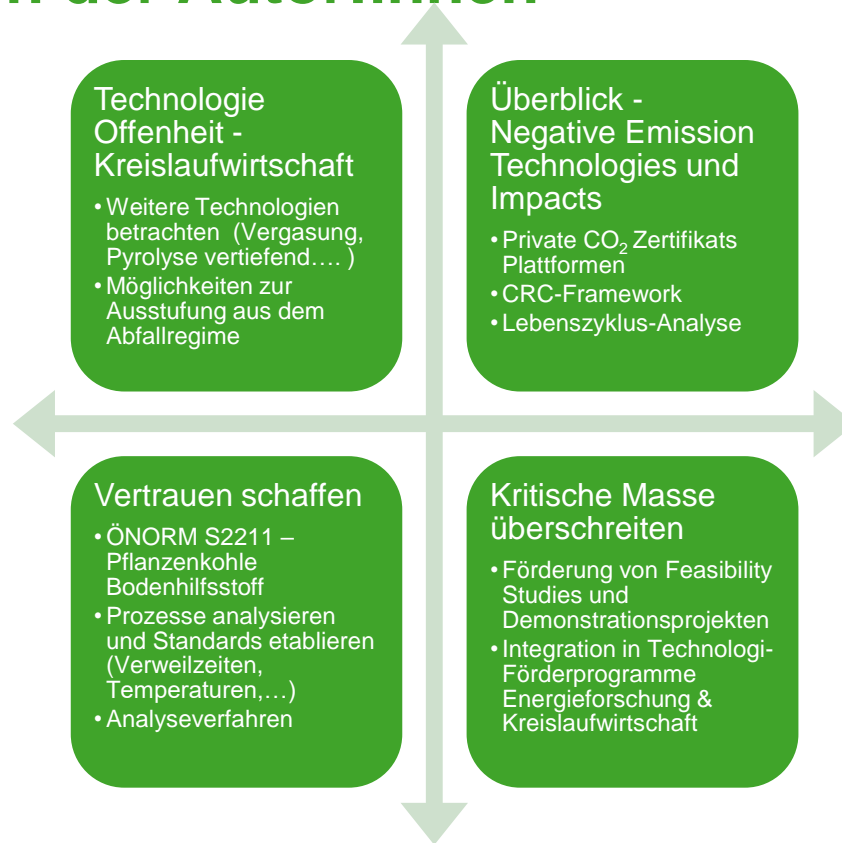 der AutorInnen
Technologie
Offenheit -
Kreislaufwirtschaft
• Weitere Technologien
betrachten (Vergasung,
Pyrolyse vertiefend…. )
• Möglichkeiten zur
Ausstufung aus dem
Abfallregime
Überblick -
Negative Emission
Technologies und
Impacts
• Private CO₂ Zertifikats
Plattformen
• CRC-Framework
• Lebenszyklus-Analyse
Vertrauen schaffen
• ÖNORM S2211 –
Pflanzenkohle
Bodenhilfsstoff
• Prozesse analysieren
und Standards etablieren
(Verweilzeiten,
Temperaturen,…)
• Analyseverfahren
Kritische Masse
überschreiten
• Förderung von Feasibility
Studies und
Demonstrationsprojekten
• Integration in Technologi-
Förderprogramme
Energieforschung &
Kreislaufwirtschaft